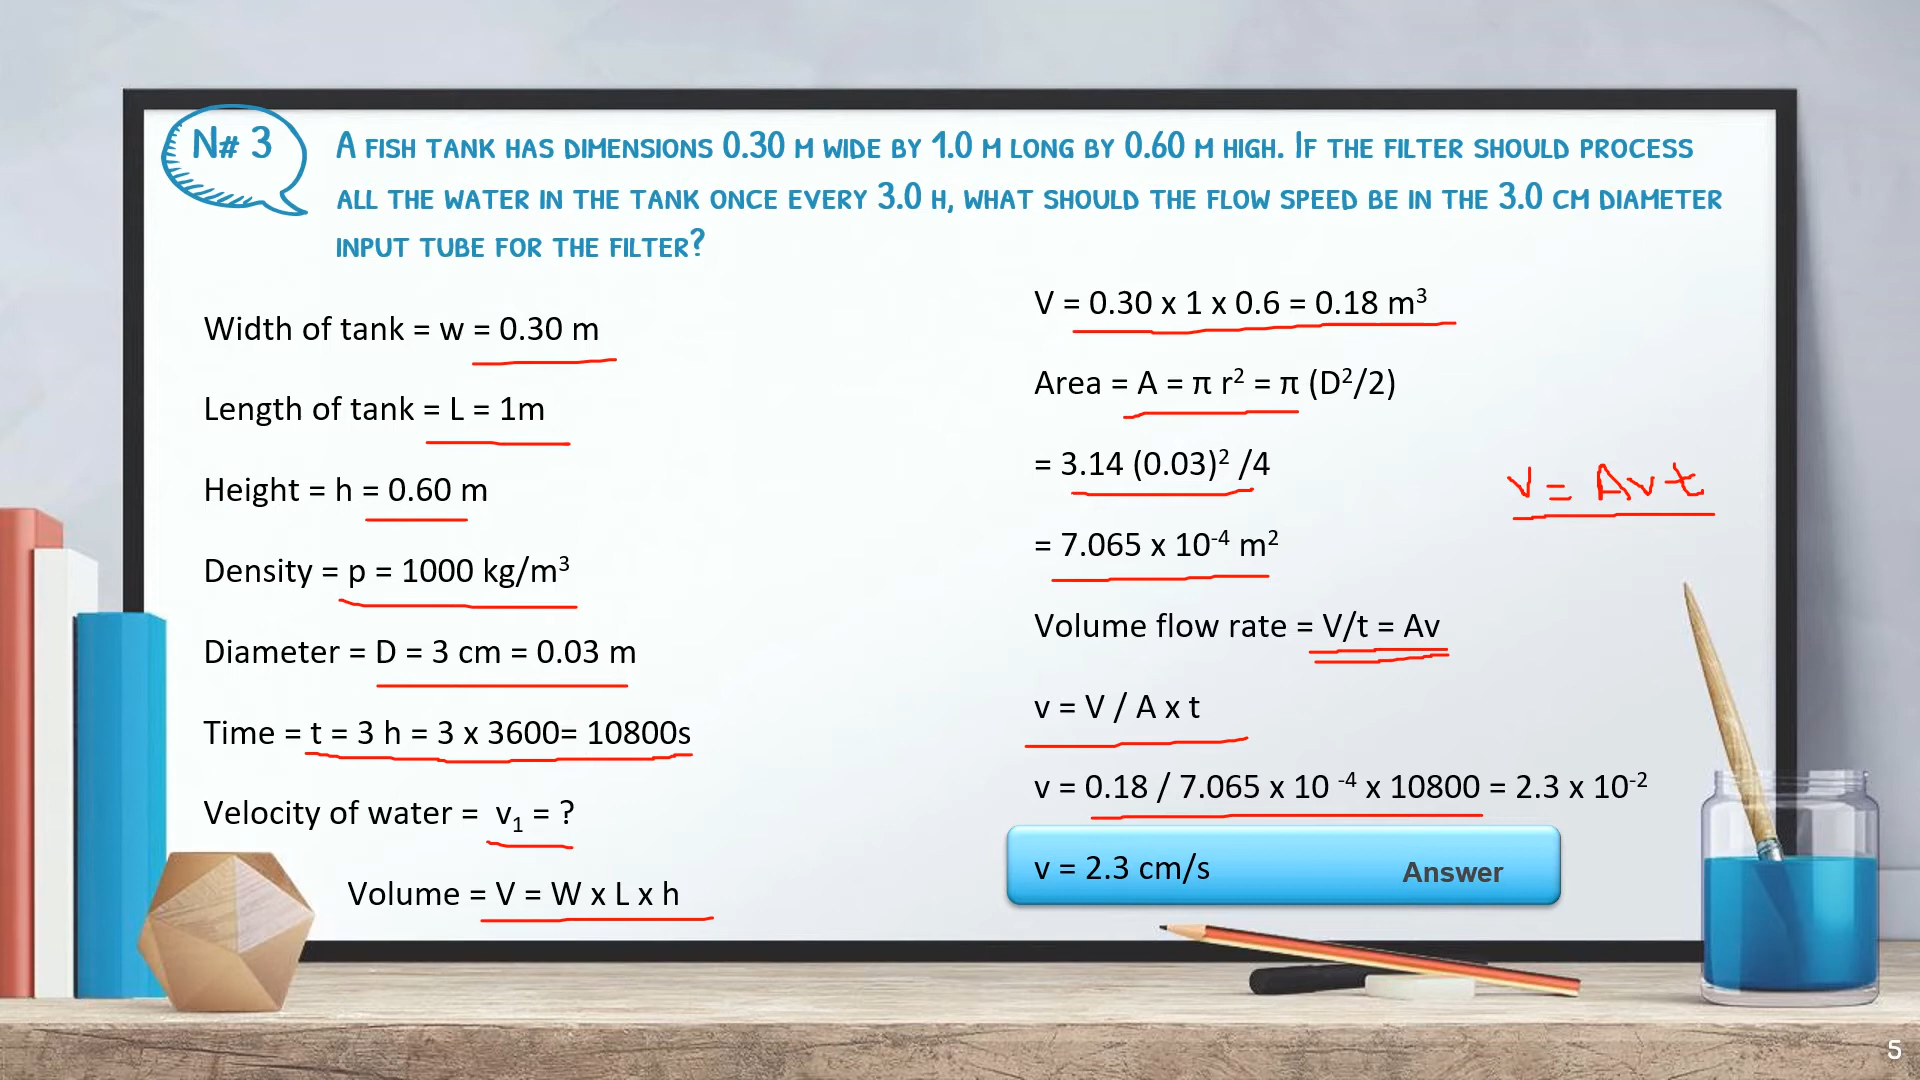 N# 3
A fish tank has dimensions 0.30 m wide by 1.0 m long by 0.60 m high. If the filter should process
all the water in the tank once every 3.0 h, what should the flow speed be in the 3.0 cm diameter
input tube for the filter?
Width of tank = w = 0.30 m
Length of tank = L = 1m
Height = h = 0.60 m
Density = p = 1000 kg/m³
Diameter = D = 3 cm = 0.03 m
Time = t = 3 h = 3 x 3600= 10800s
Velocity of water = v₁ = ?
Volume = V = W x L x h
V = 0.30 x 1 x 0.6 = 0.18 m³
Area = A = π r² = π (D²/2)
= 3.14 (0.03)² /4
= 7.065 x 10⁻⁴ m²
v = Avt
Volume flow rate = V/t = Av
v = V / A x t
v = 0.18 / 7.065 x 10 ⁻⁴ x 10800 = 2.3 x 10⁻²
v = 2.3 cm/s Answer
5